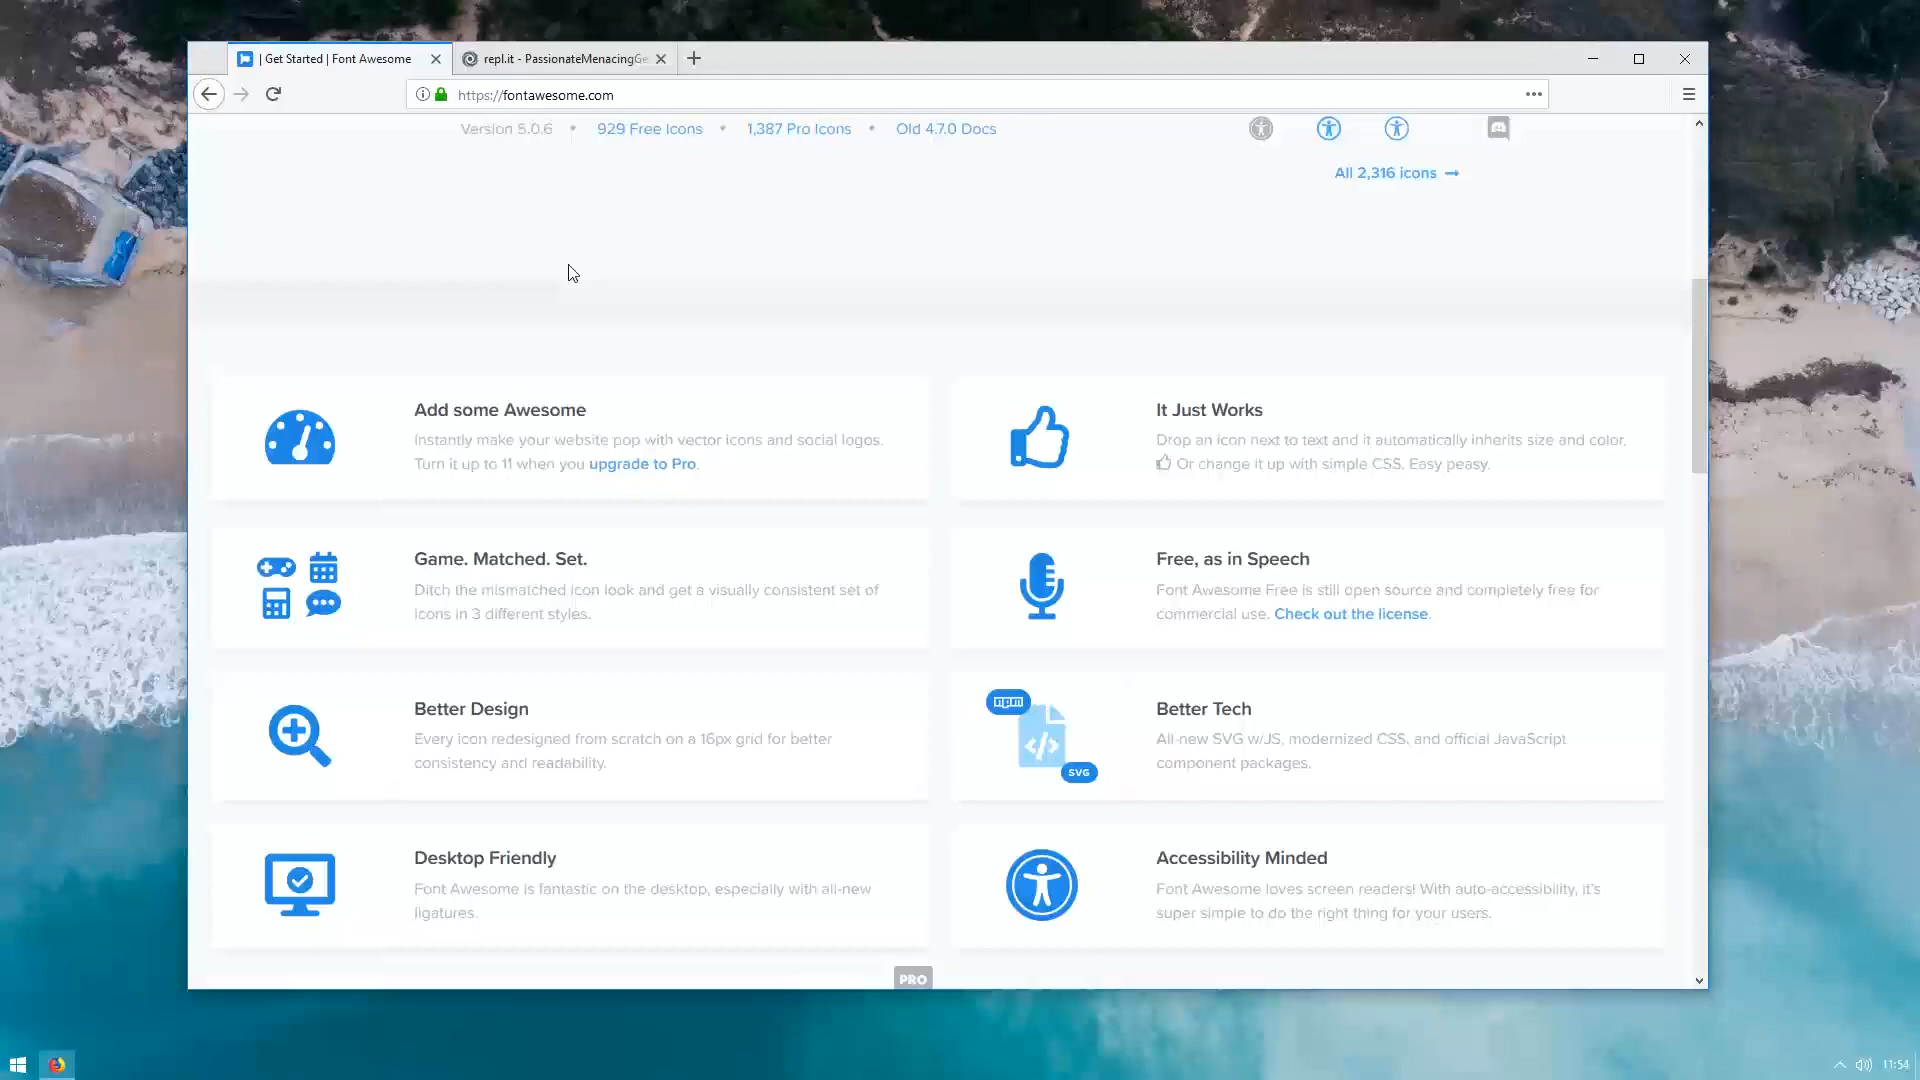 | Get Started | Font Awesome
repl.it - PassionateMenacingGe
https://fontawesome.com
Version 5.0.6 • 929 Free Icons • 1,387 Pro Icons • Old 4.7.0 Docs
All 2,316 icons →
Add some Awesome
Instantly make your website pop with vector icons and social logos.
Turn it up to 11 when you upgrade to Pro.
It Just Works
Drop an icon next to text and it automatically inherits size and color.
Or change it up with simple CSS. Easy peasy.
Game. Matched. Set.
Ditch the mismatched icon look and get a visually consistent set of
icons in 3 different styles.
Free, as in Speech
Font Awesome Free is still open source and completely free for
commercial use. Check out the license.
Better Design
Every icon redesigned from scratch on a 16px grid for better
consistency and readability.
npm
SVG
Better Tech
All-new SVG w/JS, modernized CSS, and official JavaScript
component packages.
Desktop Friendly
Font Awesome is fantastic on the desktop, especially with all-new
ligatures.
Accessibility Minded
Font Awesome loves screen readers! With auto-accessibility, it's
super simple to do the right thing for your users.
PRO
11:54